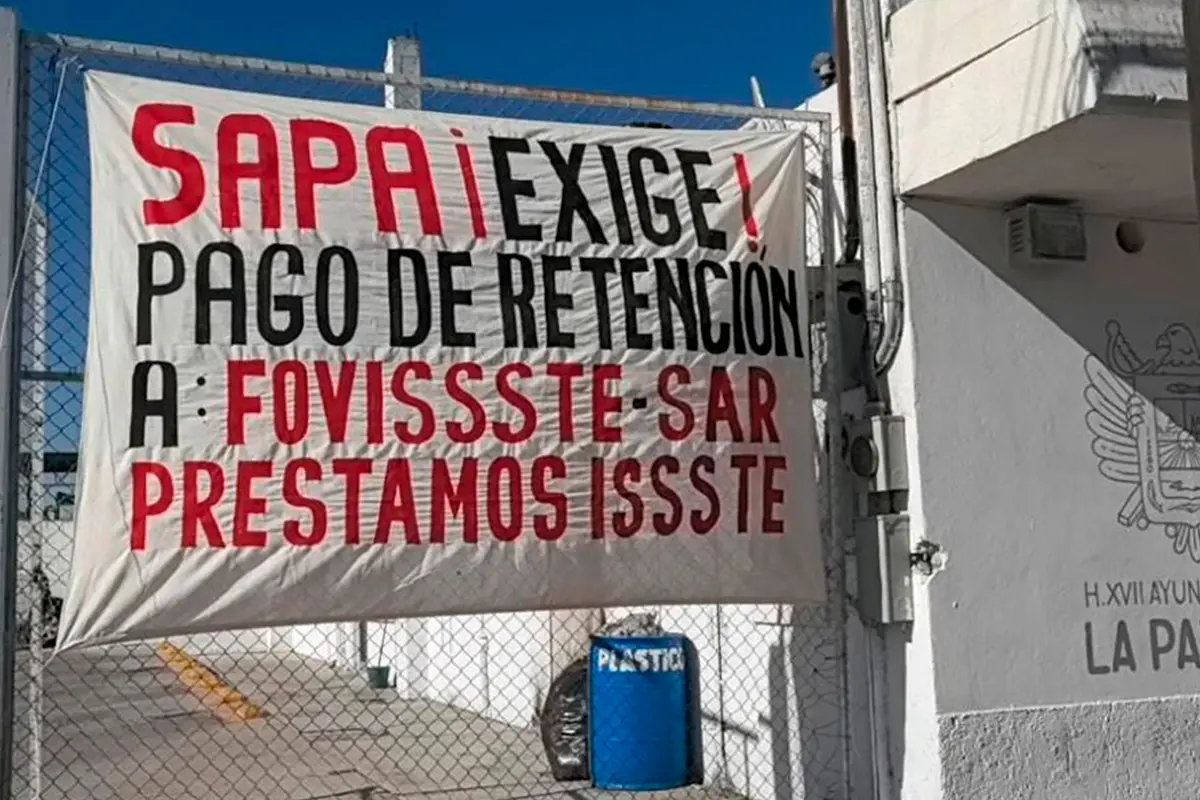 SAPA ¡EXIGE!
PAGO DE RETENCIÓN
A: FOVISSSTE-SAR
PRESTAMOS ISSSTE
PLASTICO
H.XVII AYUN
LA PA